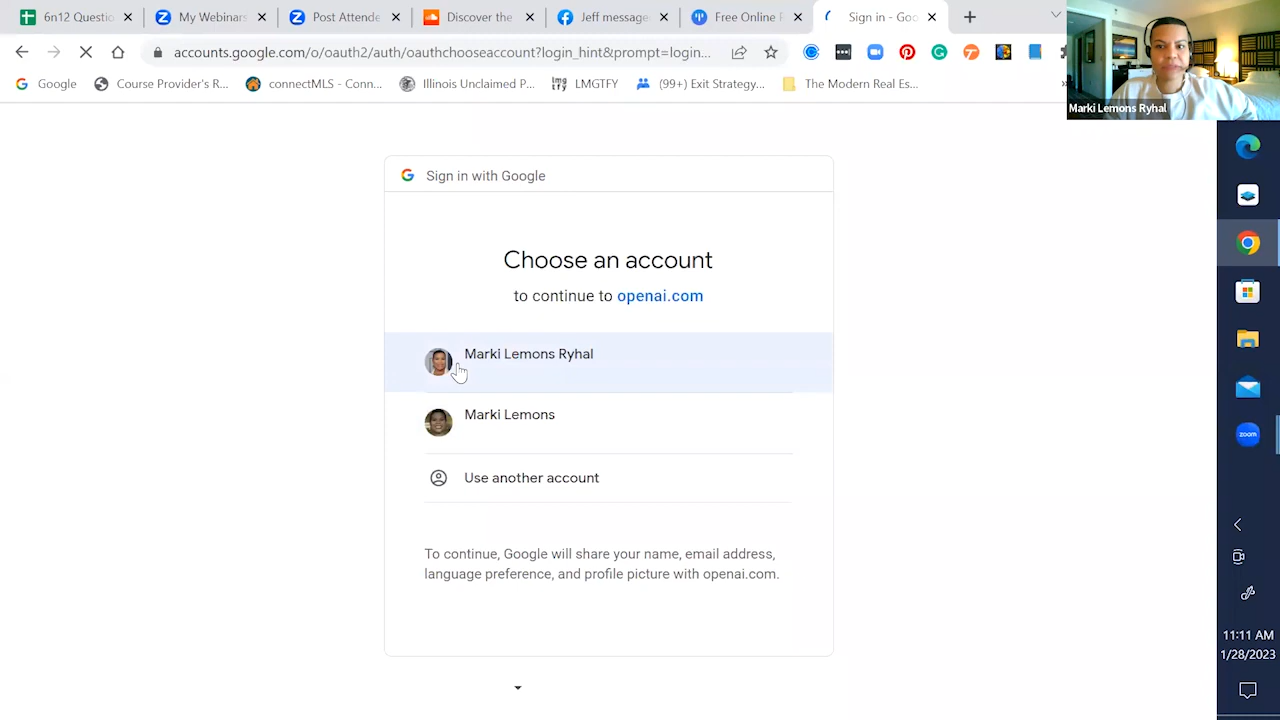 6n12 Questio
My Webinars
Post Attende
Discover the
Jeff message
Free Online P
Sign in - Goo
accounts.google.com/o/oauth2/auth/oauthchooseaccount?login_hint&prompt=login...
Google
Course Provider's R...
connectMLS - Conn...
LMGTFY
(99+) Exit Strategy,...
The Modern Real Es...
Marki Lemons Ryhal
Sign in with Google
Choose an account
to continue to openai.com
Marki Lemons Ryhal
Marki Lemons
Use another account
To continue, Google will share your name, email address,
language preference, and profile picture with openai.com.
zoom
11:11 AM
1/28/2023